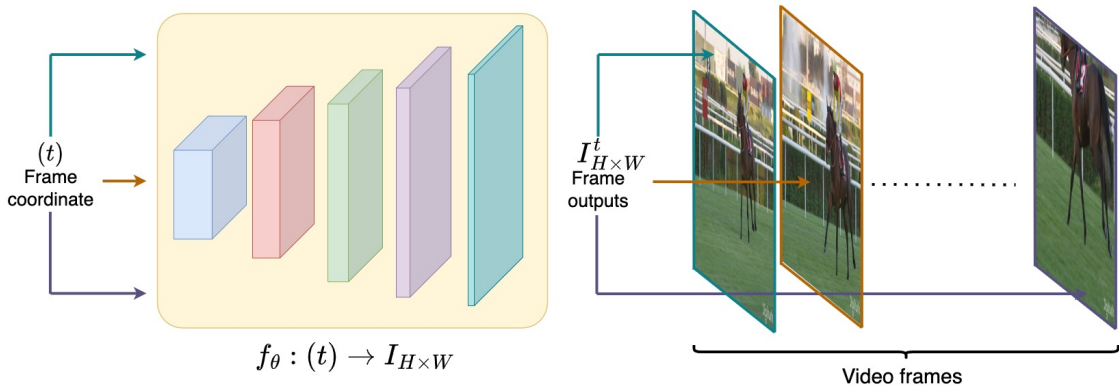 (t)
Frame
coordinate
f_θ : (t) → I_{H×W}
I^t_{H×W}
Frame
outputs
Video frames